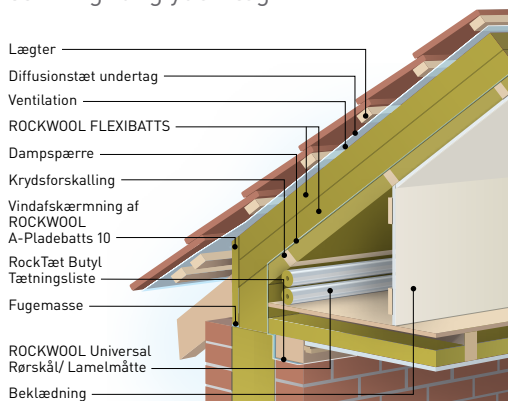 Lægter
Diffusionstæt undertag
Ventilation
ROCKWOOL FLEXIBATTS
Dampspærre
Krydsforskalling
Vindafskærmning af
ROCKWOOL
A-Pladebatts 10
RockTæt Butyl
Tætningsliste
Fugemasse
ROCKWOOL Universal
Rørskål/ Lamelmåtte
Beklædning